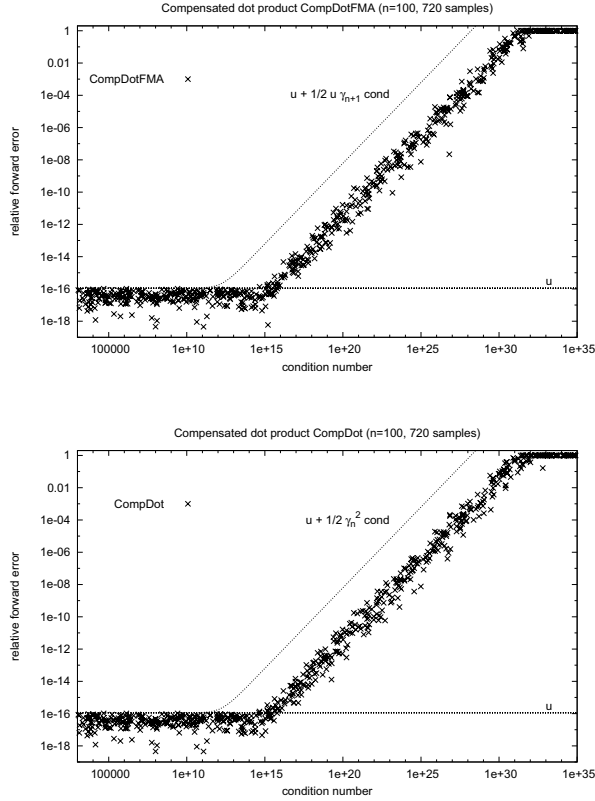 Compensated dot product CompDotFMA (n=100, 720 samples)
1
0.01
1e-04
1e-06
1e-08
1e-10
1e-12
1e-14
1e-16
1e-18
relative forward error
CompDotFMA
u + 1/2 u γn+1 cond
u
100000 1e+10 1e+15 1e+20 1e+25 1e+30 1e+35
condition number
Compensated dot product CompDot (n=100, 720 samples)
1
0.01
1e-04
1e-06
1e-08
1e-10
1e-12
1e-14
1e-16
1e-18
relative forward error
CompDot
u + 1/2 γn² cond
u
100000 1e+10 1e+15 1e+20 1e+25 1e+30 1e+35
condition number